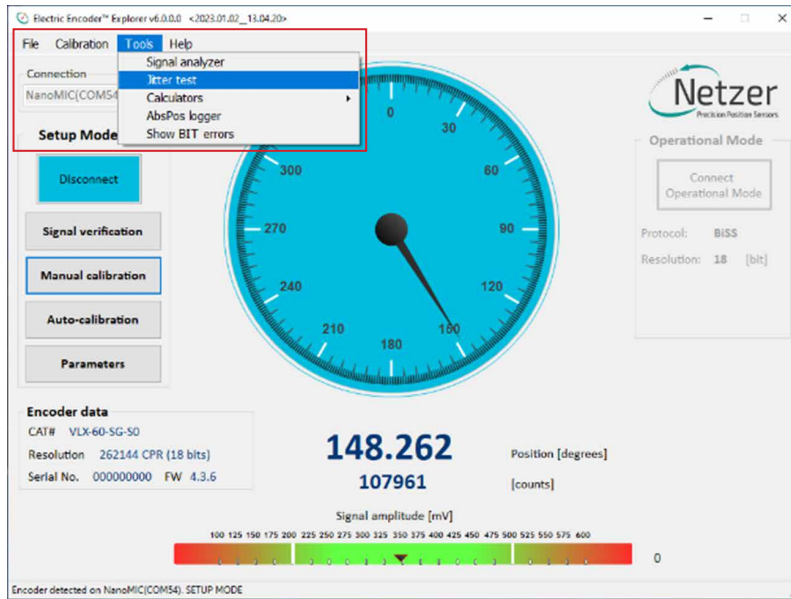 Electric Encoder™ Explorer v6.0.0.0 <2023.01.02__13.04.20>
File Calibration Tools Help
Signal analyzer
Jitter test
Calculators
AbsPos logger
Show BIT errors
Connection
NanoMIC(COM54
Setup Mode
Disconnect
Signal verification
Manual calibration
Auto-calibration
Parameters
0
30
60
90
120
150
180
210
240
270
300
Netzer
Precision Position Sensors
Operational Mode
Connect
Operational Mode
Protocol: BiSS
Resolution: 18 [bit]
Encoder data
CAT# VLX-60-SG-S0
Resolution 262144 CPR (18 bits)
Serial No. 000000000 FW 4.3.6
148.262 Position [degrees]
107961 [counts]
Signal amplitude [mV]
100 125 150 175 200 225 250 275 300 325 350 375 400 425 450 475 500 525 550 575 600
0
Encoder detected on NanoMIC(COM54). SETUP MODE